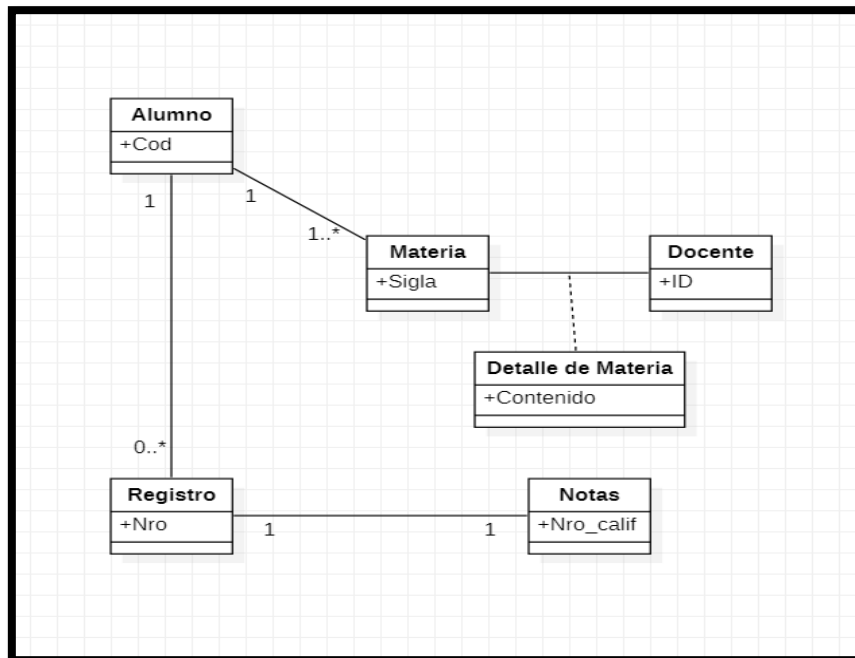 Alumno
+Cod
1
1
1..*
Materia
+Sigla
Docente
+ID
Detalle de Materia
+Contenido
0..*
Registro
+Nro
1
1
Notas
+Nro_calif